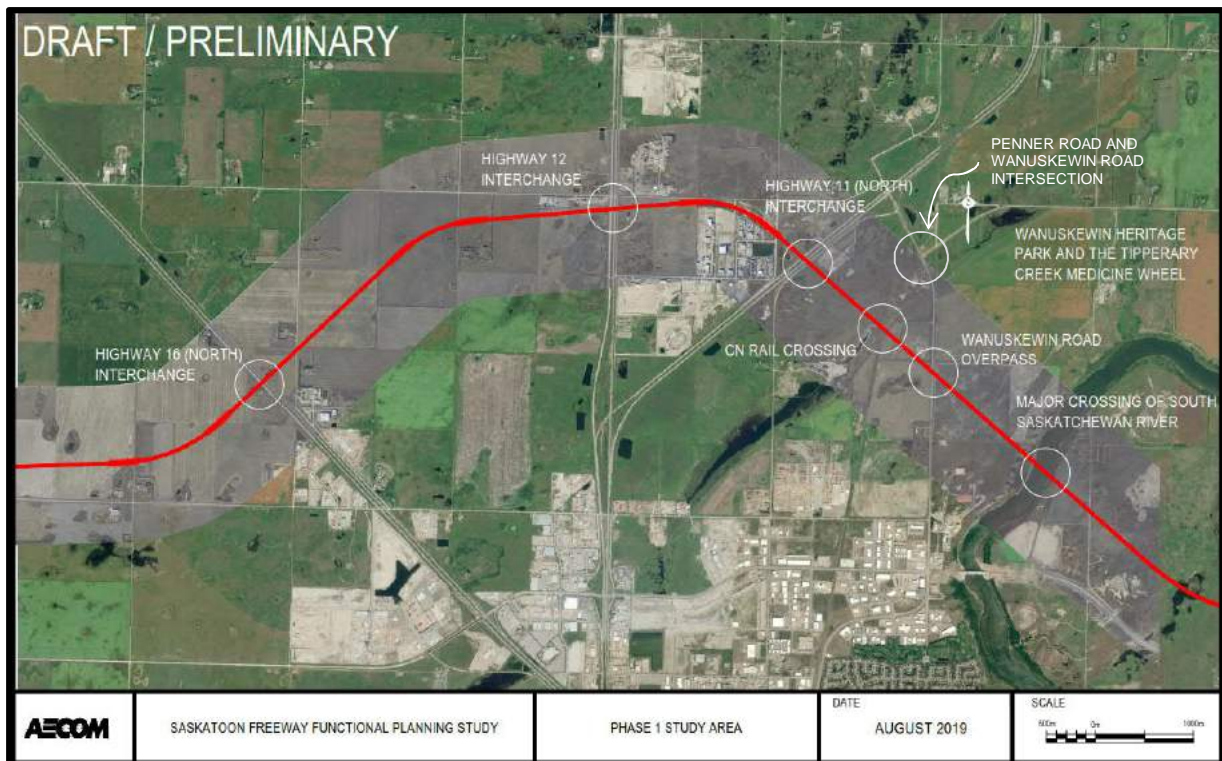 DRAFT / PRELIMINARY
HIGHWAY 12
INTERCHANGE
PENNER ROAD AND
WANUSKEWIN ROAD
INTERSECTION
HIGHWAY 11 (NORTH)
INTERCHANGE
WANUSKEWIN HERITAGE
PARK AND THE TIPPERARY
CREEK MEDICINE WHEEL
HIGHWAY 16 (NORTH)
INTERCHANGE
CN RAIL CROSSING
WANUSKEWIN ROAD
OVERPASS
MAJOR CROSSING OF SOUTH
SASKATCHEWAN RIVER
AECOM
SASKATOON FREEWAY FUNCTIONAL PLANNING STUDY
PHASE 1 STUDY AREA
DATE
AUGUST 2019
SCALE
500m 0m 1000m